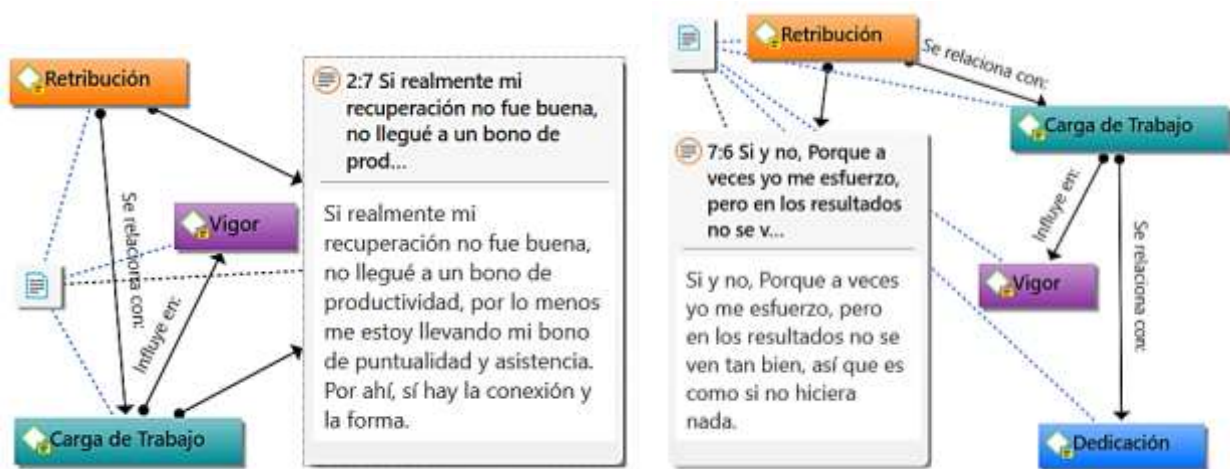 Retribución
2:7 Si realmente mi
recuperación no fue buena,
no llegué a un bono de
prod...
Si realmente mi
recuperación no fue buena,
no llegué a un bono de
productividad, por lo menos
me estoy llevando mi bono
de puntualidad y asistencia.
Por ahí, sí hay la conexión y
la forma.
Vigor
Se relaciona con:
Influye en:
Carga de Trabajo
Retribución
Se relaciona con:
Carga de Trabajo
7:6 Si y no, Porque a
veces yo me esfuerzo,
pero en los resultados
no se v...
Si y no, Porque a veces
yo me esfuerzo, pero
en los resultados no se
ven tan bien, así que es
como si no hiciera
nada.
Influye en:
Vigor
Se relaciona con:
Dedicación